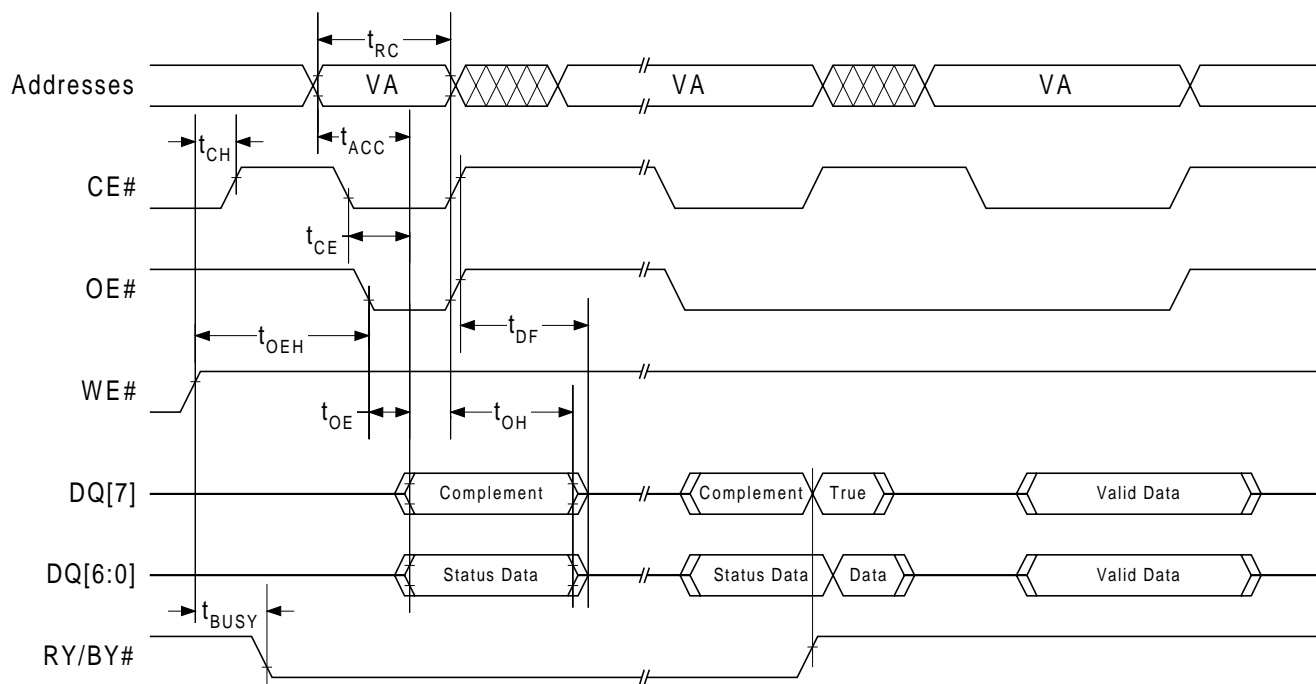 tRC
Addresses VA VA VA
tCH tACC
CE#
tCE
OE#
tOEH tDF
WE#
tOE tOH
DQ[7] Complement Complement True Valid Data
DQ[6:0] Status Data Status Data Data Valid Data
tBUSY
RY/BY#